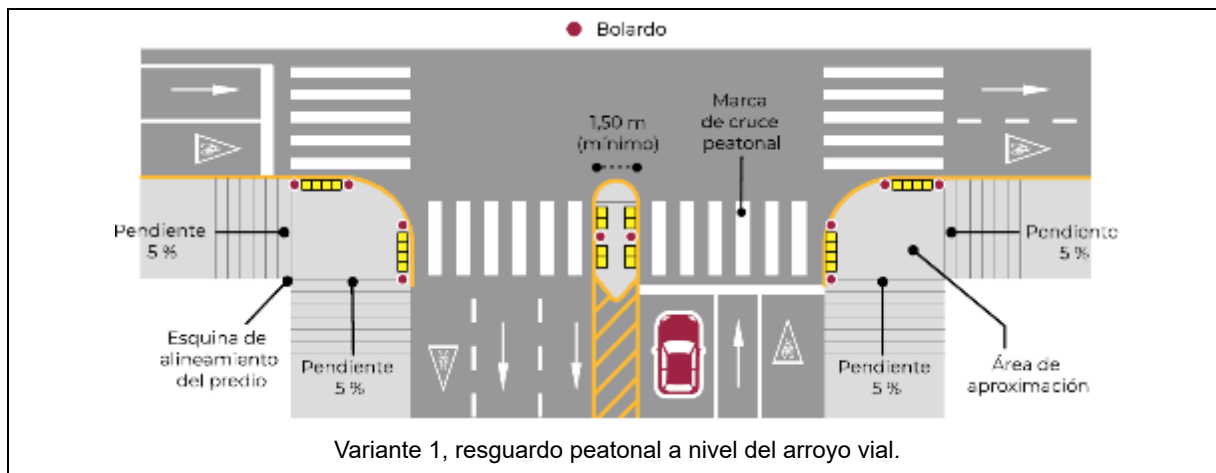 Bolardo
1,50 m
(mínimo)
Marca
de cruce
peatonal
Pendiente
5 %
Pendiente
5 %
Esquina de
alineamiento
del predio
Pendiente
5 %
Pendiente
5 %
Área de
aproximación
Variante 1, resguardo peatonal a nivel del arroyo vial.